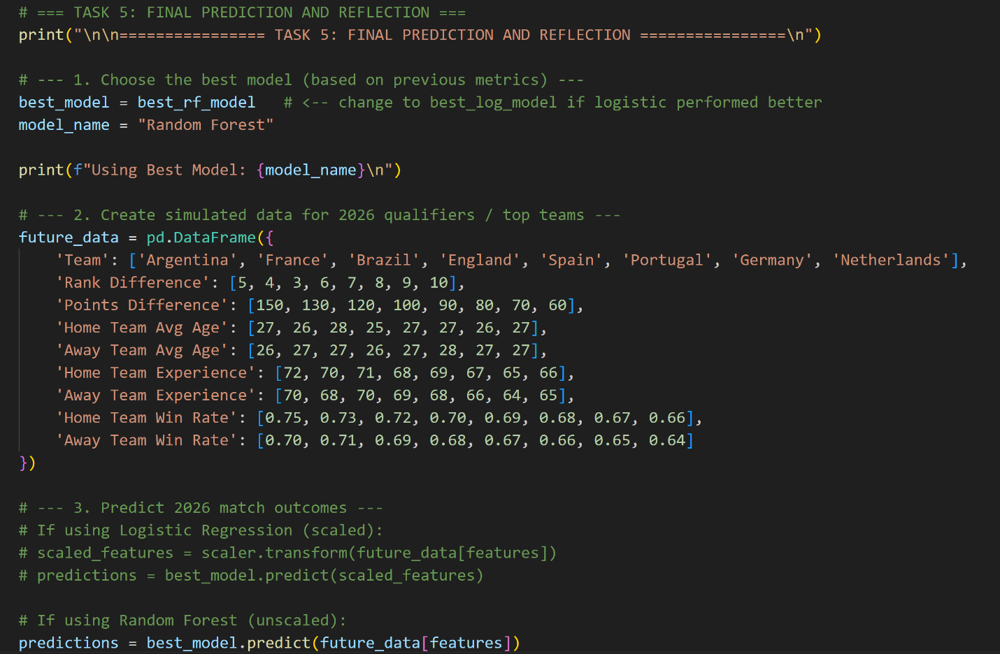 # === TASK 5: FINAL PREDICTION AND REFLECTION ===
print("\n\n================ TASK 5: FINAL PREDICTION AND REFLECTION ================\n")
# --- 1. Choose the best model (based on previous metrics) ---
best_model = best_rf_model   # <-- change to best_log_model if logistic performed better
model_name = "Random Forest"
print(f"Using Best Model: {model_name}\n")
# --- 2. Create simulated data for 2026 qualifiers / top teams ---
future_data = pd.DataFrame({
    'Team': ['Argentina', 'France', 'Brazil', 'England', 'Spain', 'Portugal', 'Germany', 'Netherlands'],
    'Rank Difference': [5, 4, 3, 6, 7, 8, 9, 10],
    'Points Difference': [150, 130, 120, 100, 90, 80, 70, 60],
    'Home Team Avg Age': [27, 26, 28, 25, 27, 27, 26, 27],
    'Away Team Avg Age': [26, 27, 27, 26, 27, 28, 27, 27],
    'Home Team Experience': [72, 70, 71, 68, 69, 67, 65, 66],
    'Away Team Experience': [70, 68, 70, 69, 68, 66, 64, 65],
    'Home Team Win Rate': [0.75, 0.73, 0.72, 0.70, 0.69, 0.68, 0.67, 0.66],
    'Away Team Win Rate': [0.70, 0.71, 0.69, 0.68, 0.67, 0.66, 0.65, 0.64]
})
# --- 3. Predict 2026 match outcomes ---
# If using Logistic Regression (scaled):
# scaled_features = scaler.transform(future_data[features])
# predictions = best_model.predict(scaled_features)
# If using Random Forest (unscaled):
predictions = best_model.predict(future_data[features])